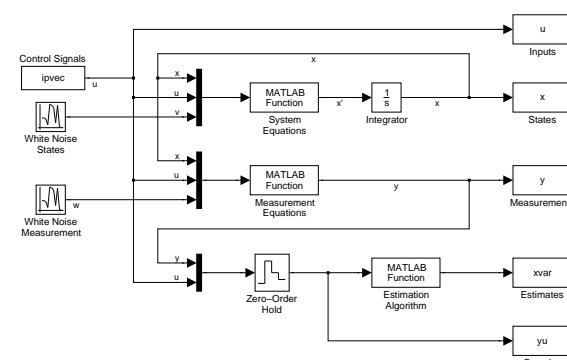 u
Inputs
x
Control Signals
ipvec
u
x
u
v
MATLAB
Function
System
Equations
x'
1
s
Integrator
x
x
States
White Noise
States
x
u
MATLAB
Function
Measurement
Equations
y
y
w
White Noise
Measurement
y
u
Zero−Order
Hold
MATLAB
Function
Estimation
Algorithm
xvar
Estimates
yu